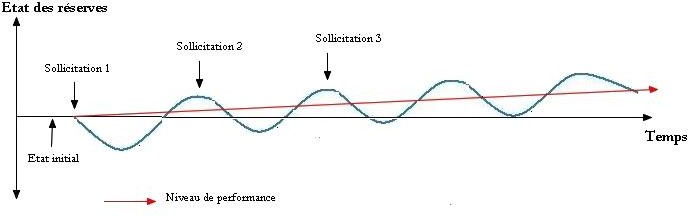 Etat des réserves
Sollicitation 3
Sollicitation 2
Sollicitation 1
Temps
Etat initial
Niveau de performance